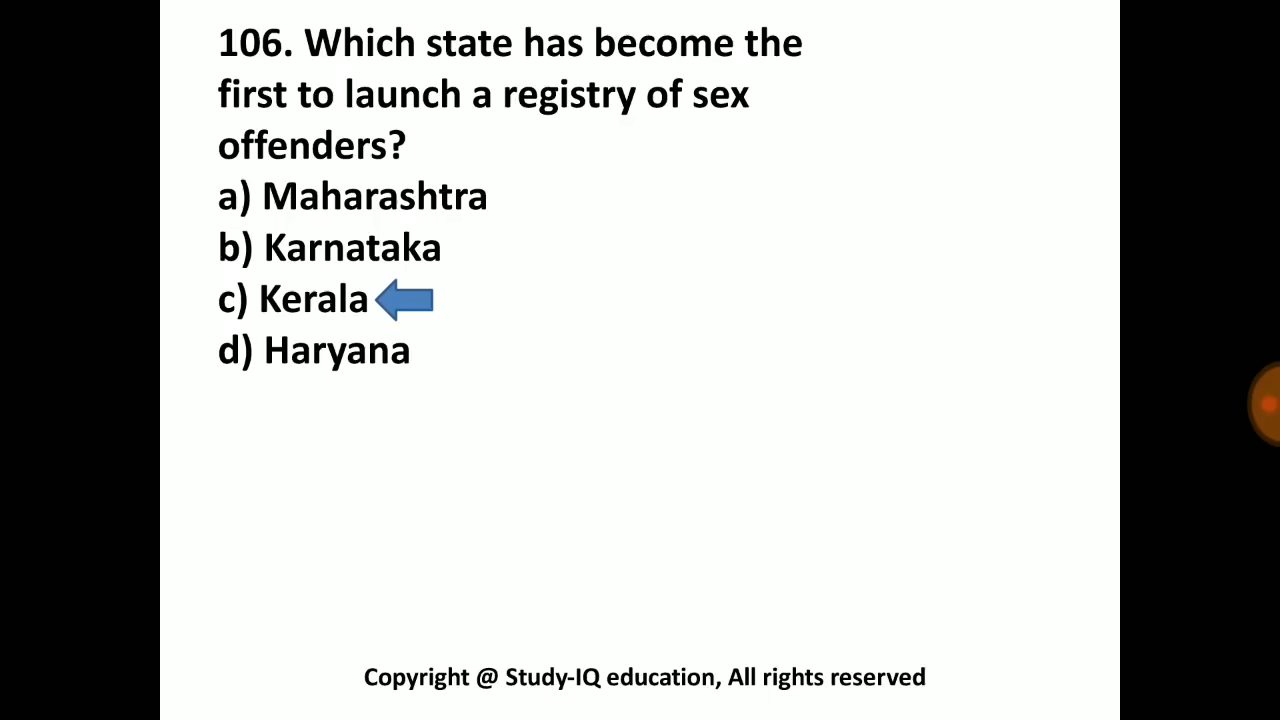 106. Which state has become the
first to launch a registry of sex
offenders?
a) Maharashtra
b) Karnataka
c) Kerala
d) Haryana
Copyright @ Study-IQ education, All rights reserved